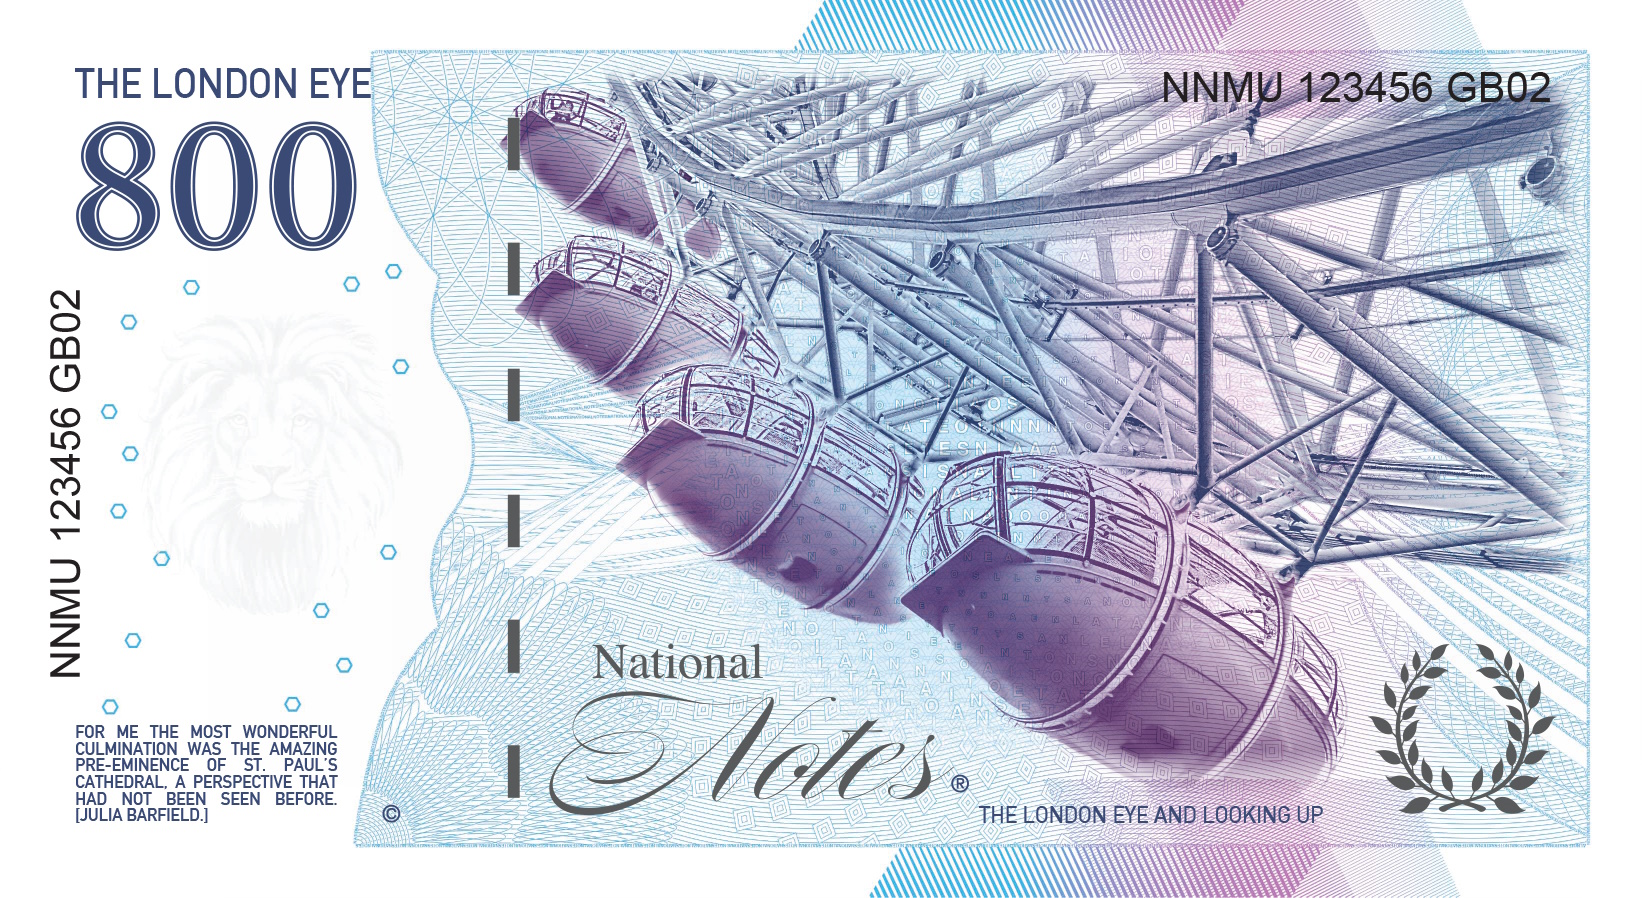 THE LONDON EYE
NNMU 123456 GB02
800
NNMU 123456 GB02
National
Notes®
FOR ME THE MOST WONDERFUL
CULMINATION WAS THE AMAZING
PRE-EMINENCE OF ST. PAUL'S
CATHEDRAL, A PERSPECTIVE THAT
HAD NOT BEEN SEEN BEFORE.
[JULIA BARFIELD.]
©
THE LONDON EYE AND LOOKING UP